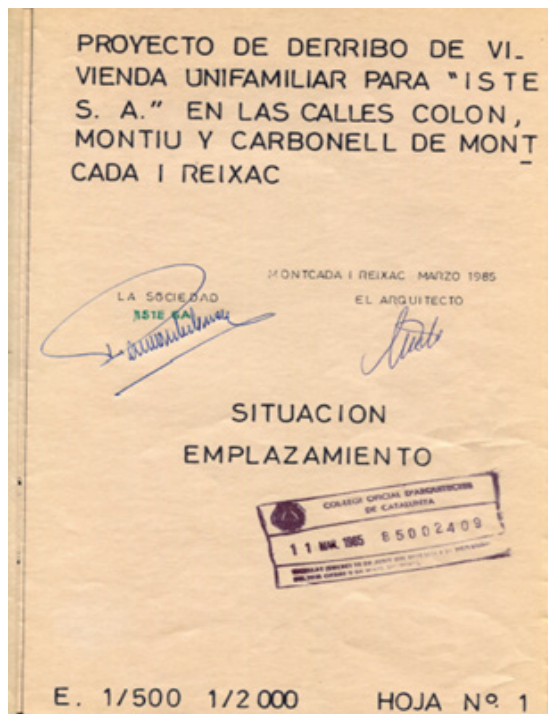 PROYECTO DE DERRIBO DE VI_
VIENDA UNIFAMILIAR PARA "ISTE
S. A." EN LAS CALLES COLON,
MONTIU Y CARBONELL DE MONT_
CADA I REIXAC
MONTCADA I REIXAC MARZO 1985
LA SOCIEDAD
EL ARQUITECTO
ISTE SA
SITUACION
EMPLAZAMIENTO
COL·LEGI OFICIAL D'ARQUITECTES
DE CATALUNYA
11 MAR. 1985 85002409
E. 1/500 1/2000 HOJA Nº. 1